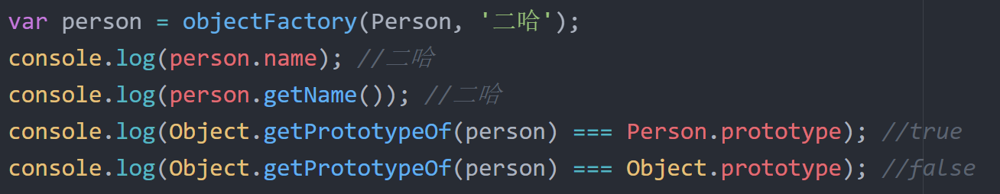 var person = objectFactory(Person, '二哈');
console.log(person.name); //二哈
console.log(person.getName()); //二哈
console.log(Object.getPrototypeOf(person) === Person.prototype); //true
console.log(Object.getPrototypeOf(person) === Object.prototype); //false